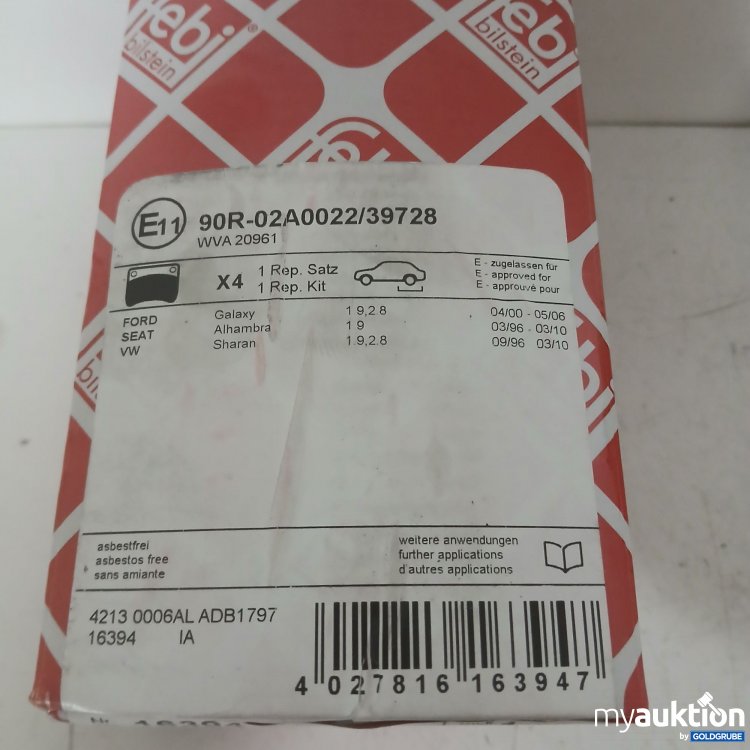 febi
bilstein
febi
bilstein
febi
E11 90R-02A0022/39728
WVA 20961
X4 1 Rep. Satz
1 Rep. Kit
E - zugelassen für
E - approved for
E - approuvé pour
FORD Galaxy 1 9,2 8 04/00 - 05/06
SEAT Alhambra 1 9 03/96 - 03/10
VW Sharan 1 9,2.8 09/96 03/10
asbestfrei
asbestos free
sans amiante
weitere anwendungen
further applications
d'autres applications
4213 0006AL ADB1797
16394 IA
4 027816 163947
myauktion
by GOLDGRUBE